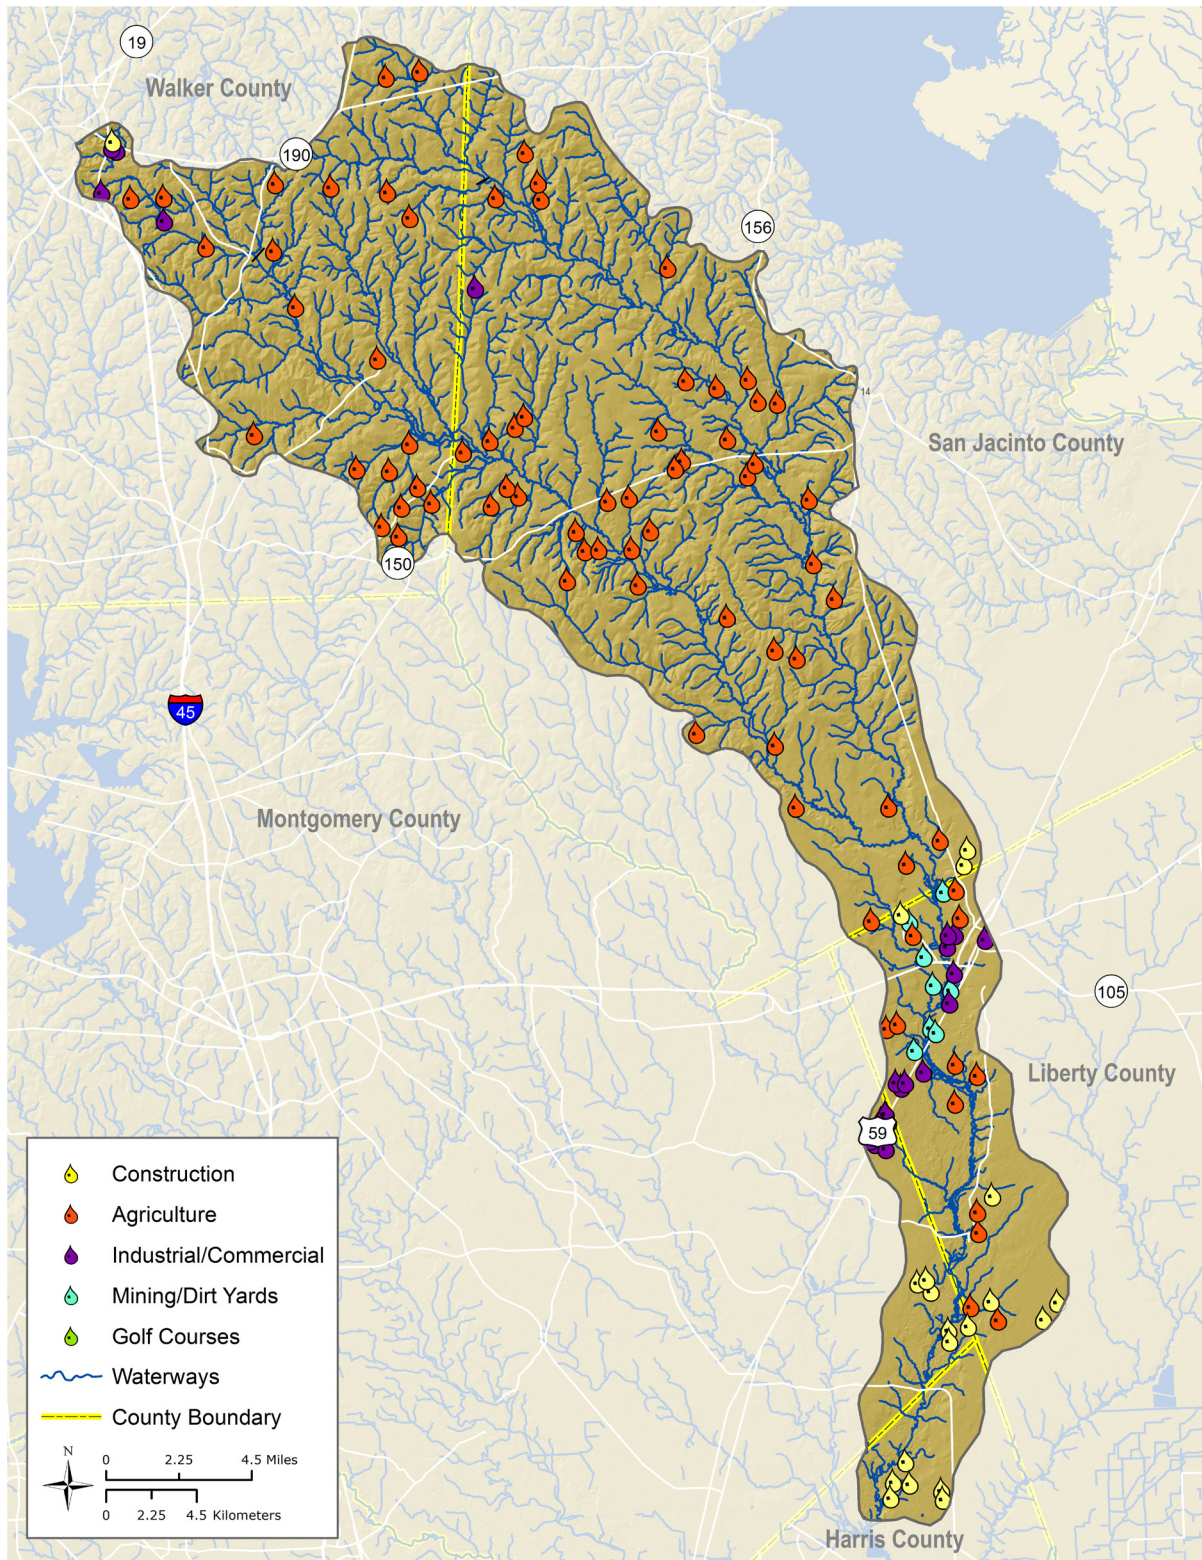 19
Walker County
190
156
14
San Jacinto County
150
45
Montgomery County
105
Liberty County
59
Construction
Agriculture
Industrial/Commercial
Mining/Dirt Yards
Golf Courses
Waterways
County Boundary
N
0 2.25 4.5 Miles
0 2.25 4.5 Kilometers
Harris County